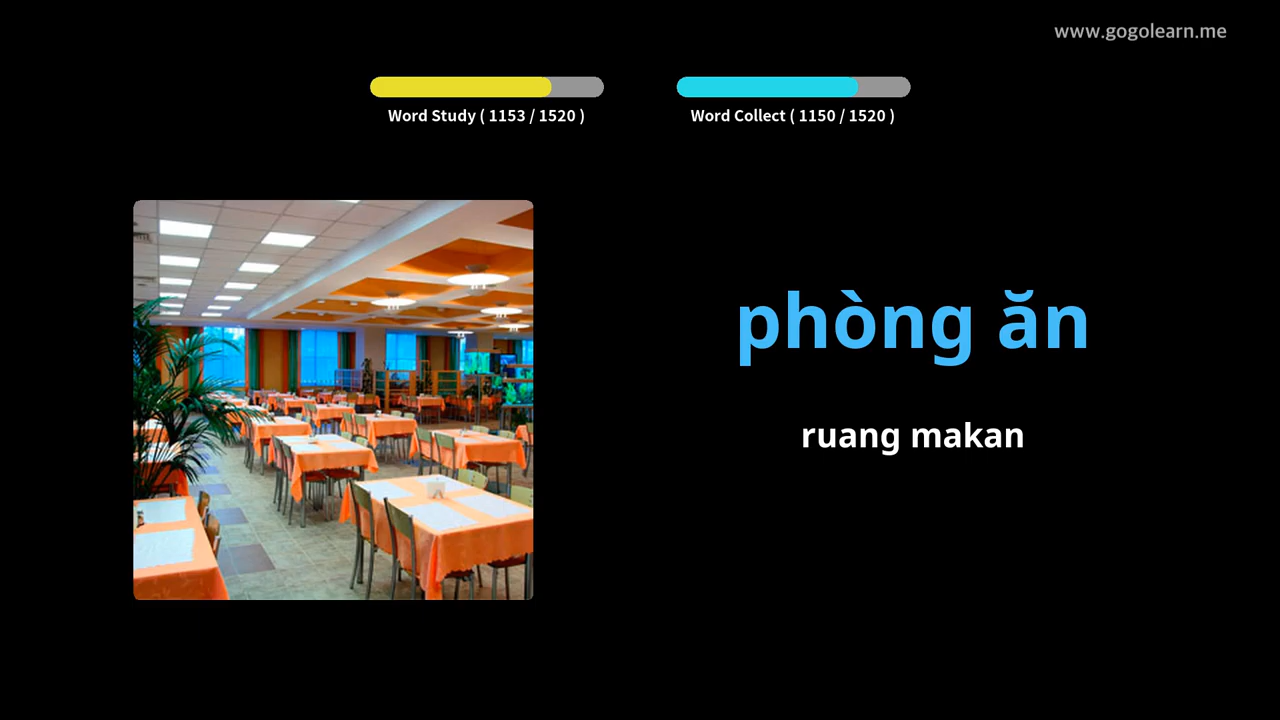 www.gogolearn.me
Word Study ( 1153 / 1520 )
Word Collect ( 1150 / 1520 )
phòng ăn
ruang makan